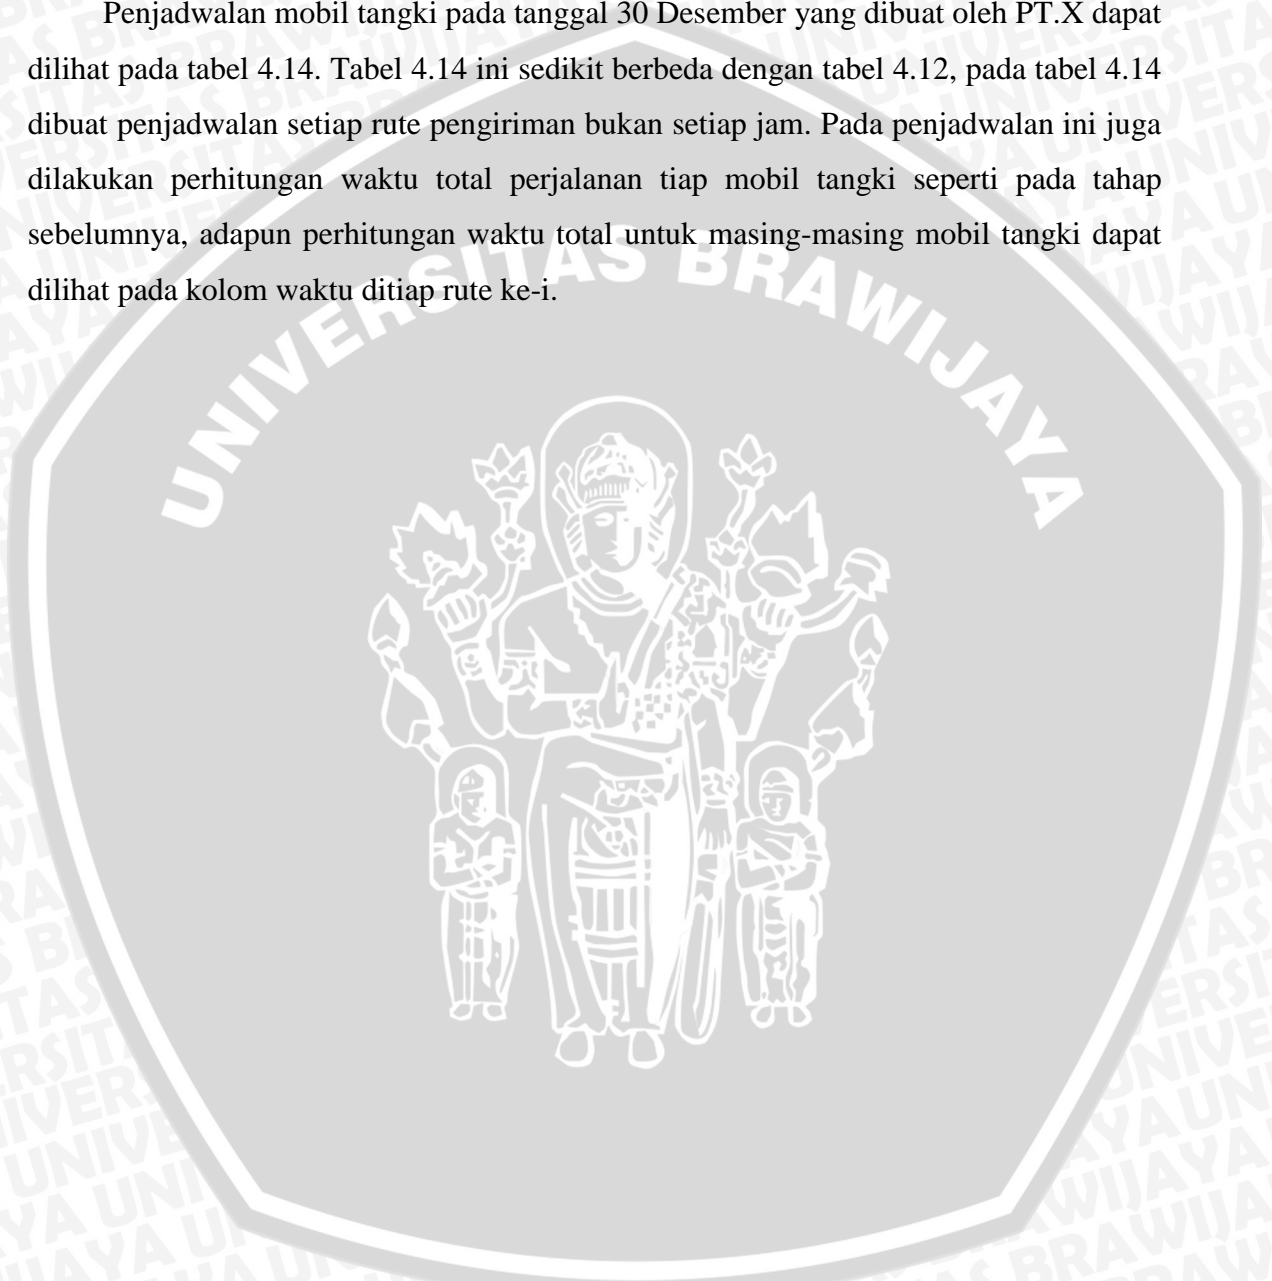 Penjadwalan mobil tangki pada tanggal 30 Desember yang dibuat oleh PT.X dapat
dilihat pada tabel 4.14. Tabel 4.14 ini sedikit berbeda dengan tabel 4.12, pada tabel 4.14
dibuat penjadwalan setiap rute pengiriman bukan setiap jam. Pada penjadwalan ini juga
dilakukan perhitungan waktu total perjalanan tiap mobil tangki seperti pada tahap
sebelumnya, adapun perhitungan waktu total untuk masing-masing mobil tangki dapat
dilihat pada kolom waktu ditiap rute ke-i.
UNIVERSITAS BRAWIJAYA